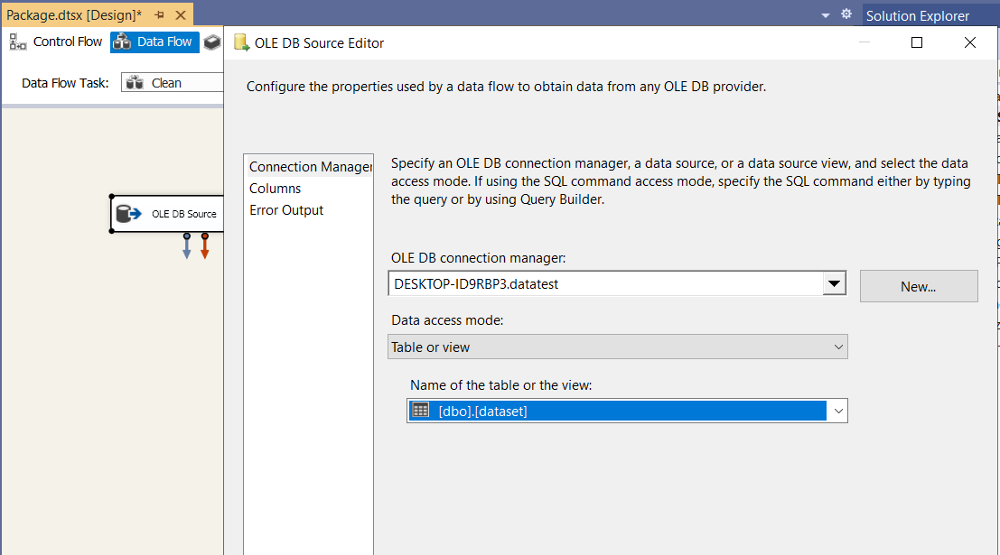 Package.dtsx [Design]*
Solution Explorer
Control Flow
Data Flow
OLE DB Source Editor
Data Flow Task:
Clean
Configure the properties used by a data flow to obtain data from any OLE DB provider.
Connection Manager
Columns
Error Output
Specify an OLE DB connection manager, a data source, or a data source view, and select the data
access mode. If using the SQL command access mode, specify the SQL command either by typing
the query or by using Query Builder.
OLE DB Source
OLE DB connection manager:
DESKTOP-ID9RBP3.datatest
New...
Data access mode:
Table or view
Name of the table or the view:
[dbo].[dataset]